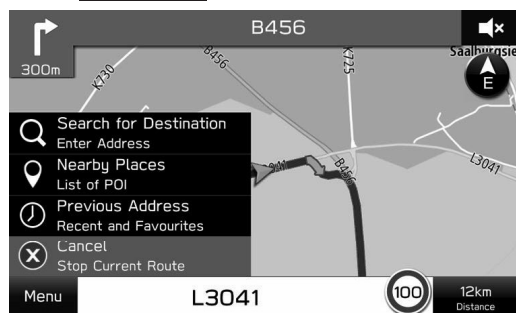 B456
300m
K730
B456
K725
Saalburgsie
E
Search for Destination
Enter Address
Nearby Places
List of POI
41
B456
L3041
Previous Address
Recent and Favourites
Cancel
Stop Current Route
Menu
L3041
100
12km
Distance